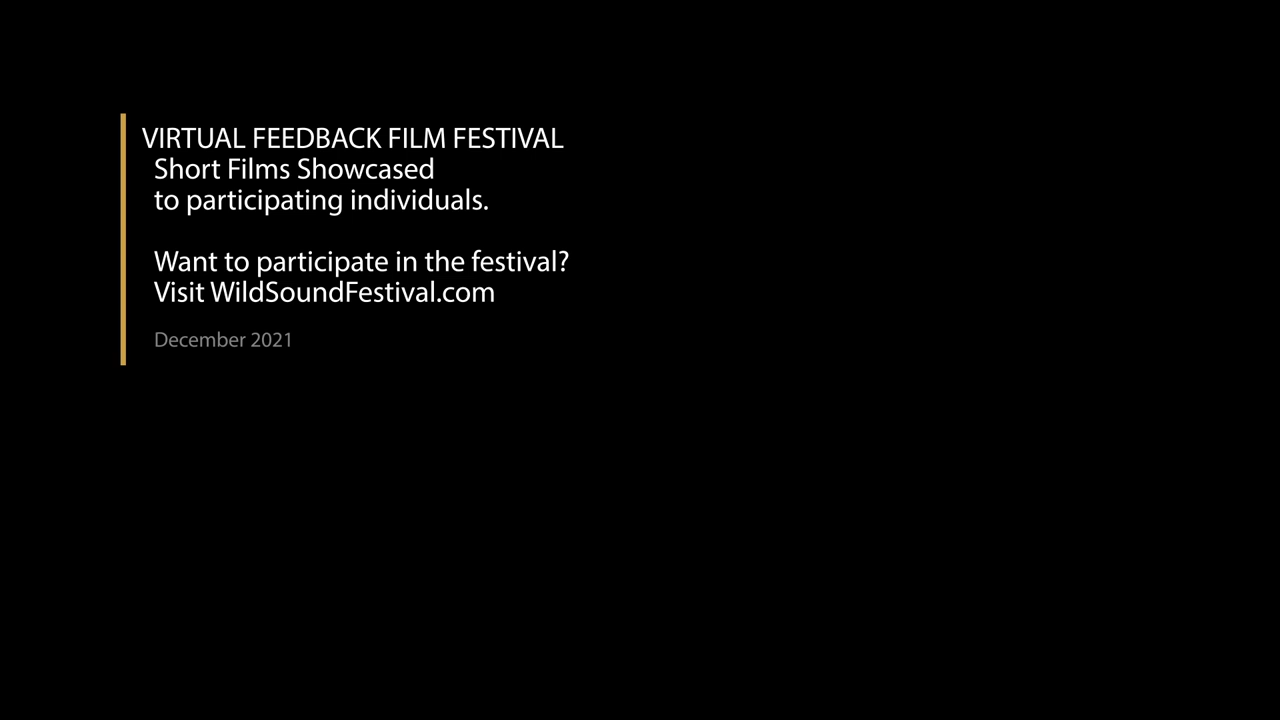 VIRTUAL FEEDBACK FILM FESTIVAL
Short Films Showcased
to participating individuals.
Want to participate in the festival?
Visit WildSoundFestival.com
December 2021